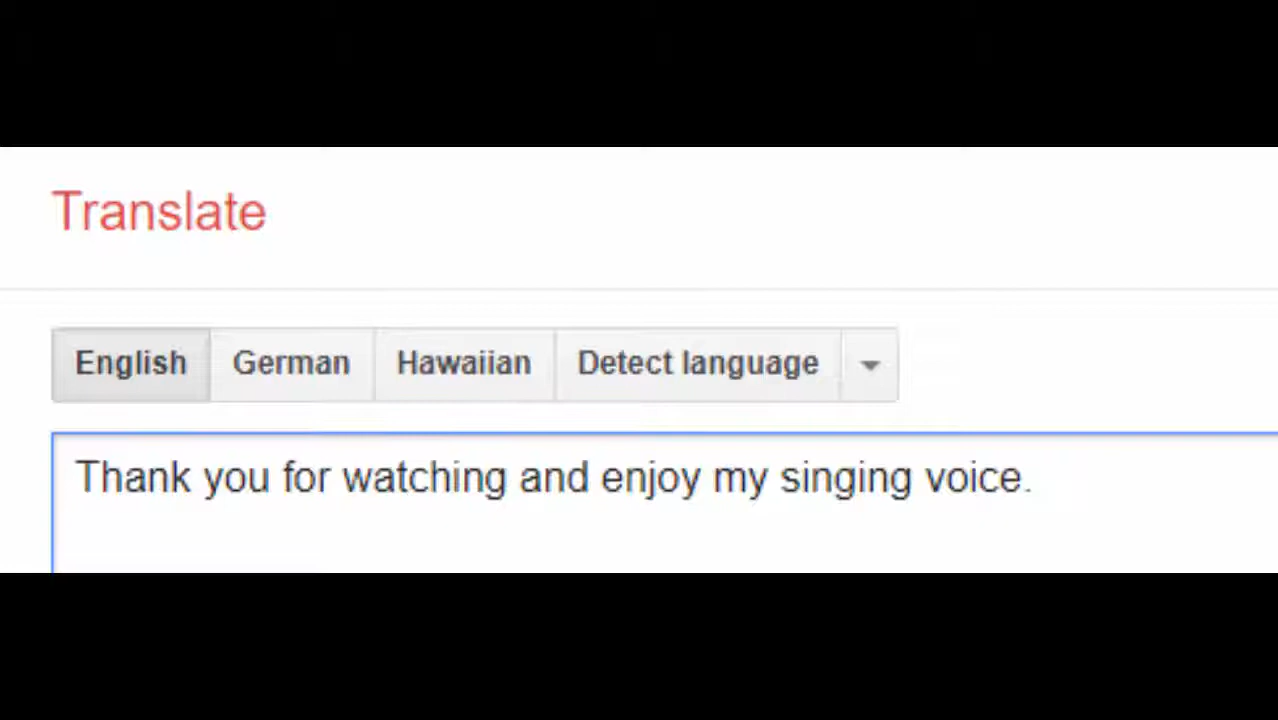 Translate
English German Hawaiian Detect language
Thank you for watching and enjoy my singing voice.